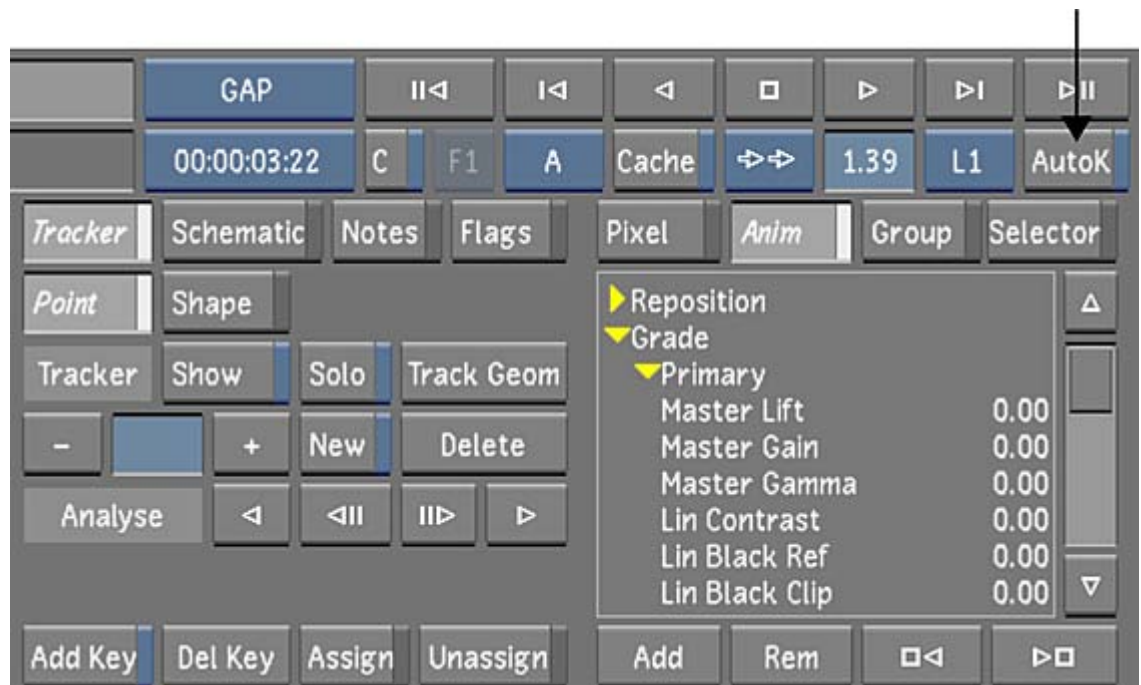 GAP
00:00:03:22 C F1 A Cache 1.39 L1 AutoK
Tracker Schematic Notes Flags Pixel Anim Group Selector
Point Shape
Tracker Show Solo Track Geom
- + New Delete
Analyse
Reposition
Grade
Primary
Master Lift 0.00
Master Gain 0.00
Master Gamma 0.00
Lin Contrast 0.00
Lin Black Ref 0.00
Lin Black Clip 0.00
Add Key Del Key Assign Unassign Add Rem